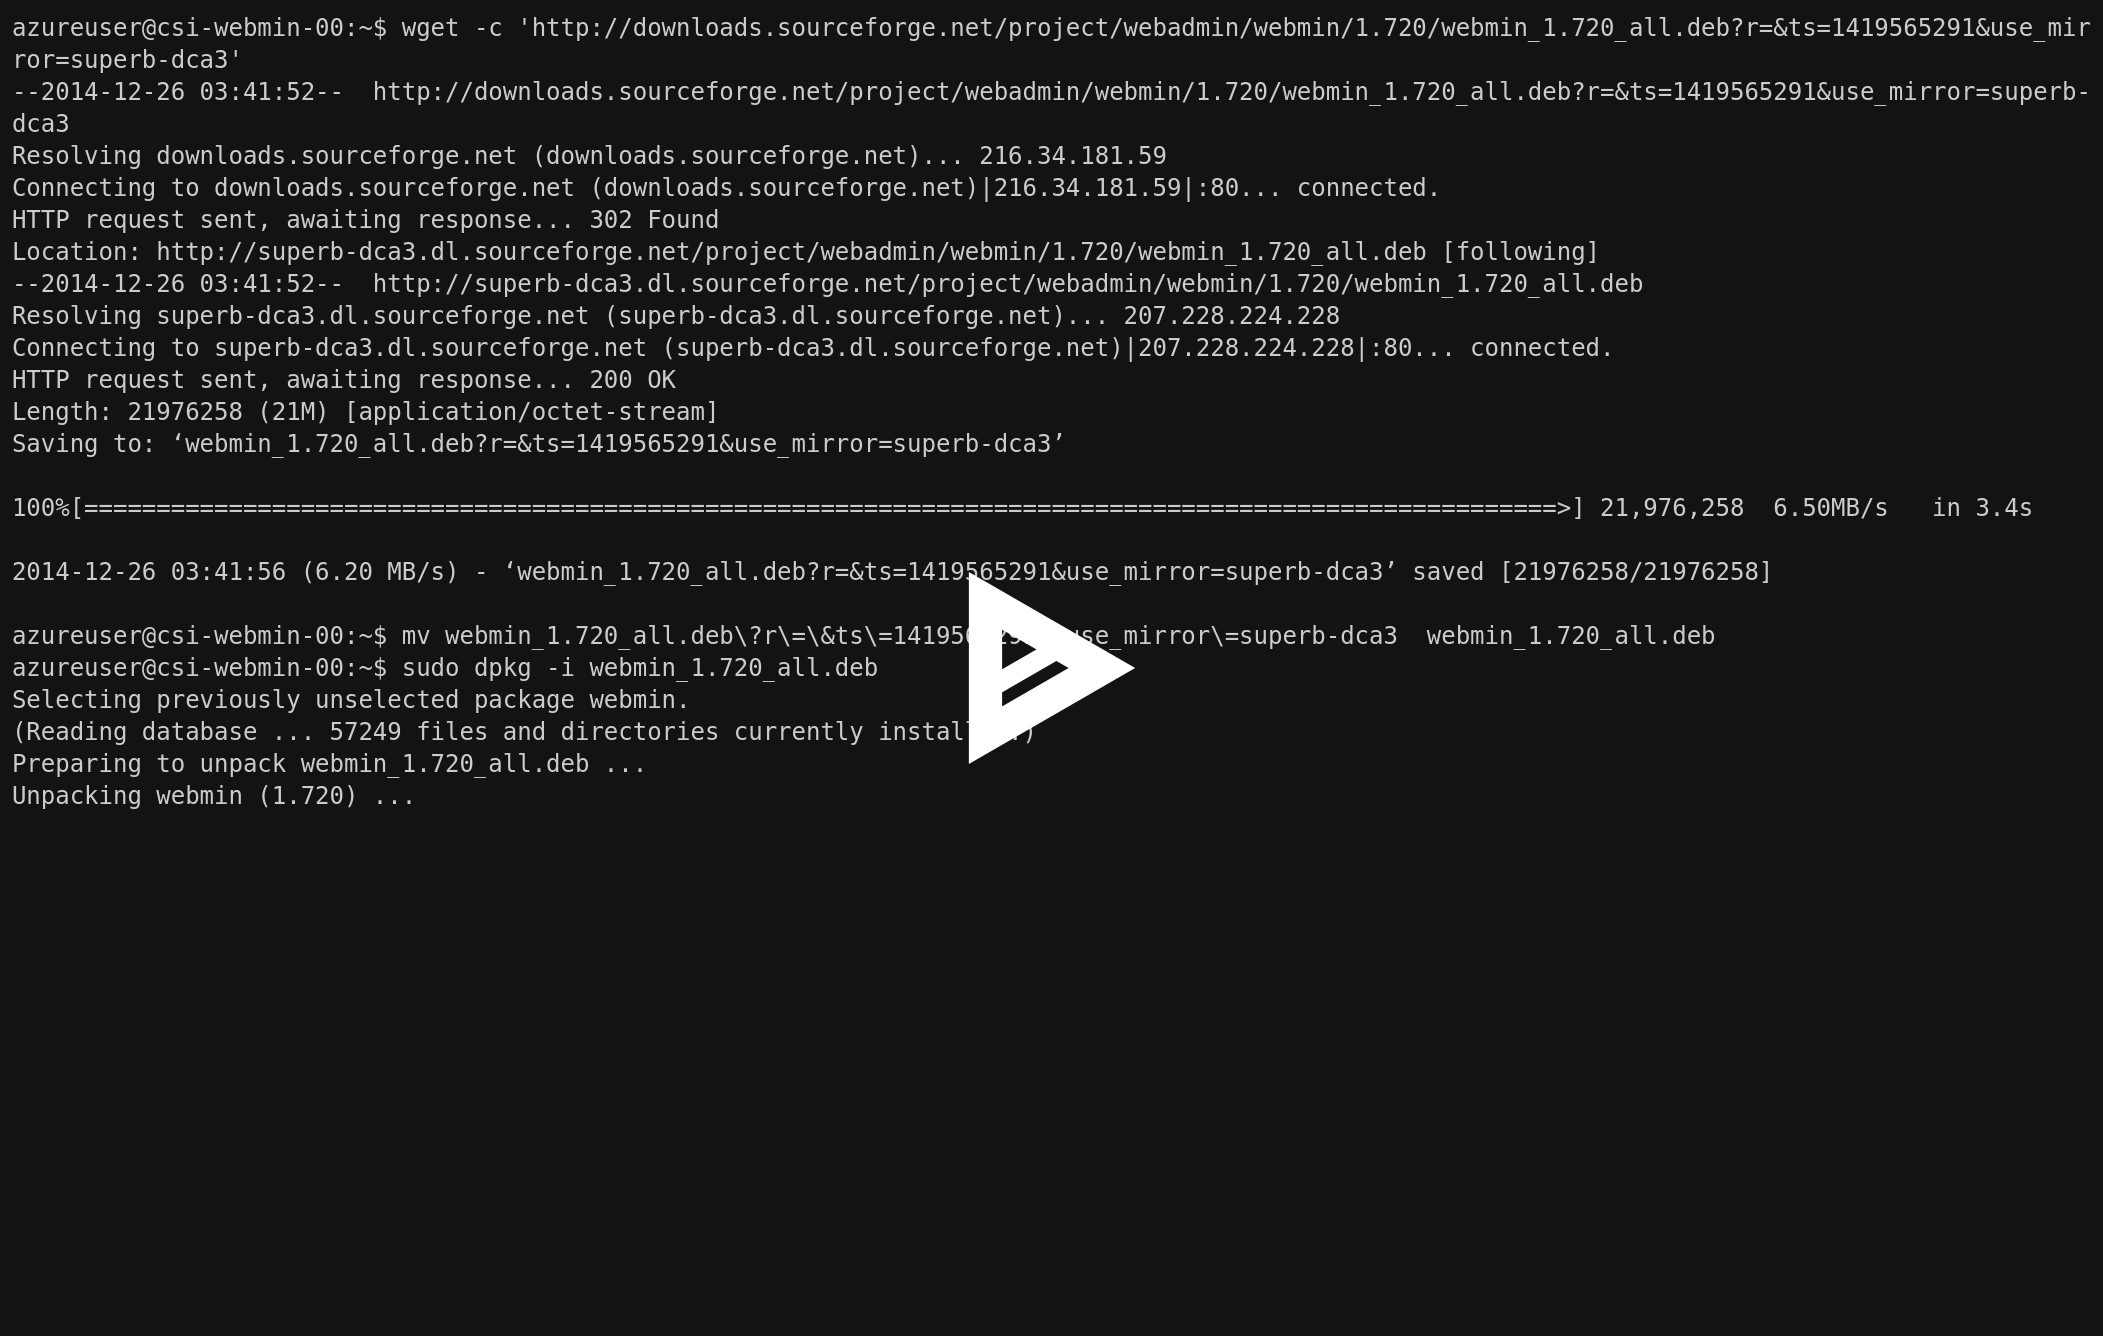 azureuser@csi-webmin-00:~$ wget -c 'http://downloads.sourceforge.net/project/webadmin/webmin/1.720/webmin_1.720_all.deb?r=&ts=1419565291&use_mir
ror=superb-dca3'
--2014-12-26 03:41:52--  http://downloads.sourceforge.net/project/webadmin/webmin/1.720/webmin_1.720_all.deb?r=&ts=1419565291&use_mirror=superb-
dca3
Resolving downloads.sourceforge.net (downloads.sourceforge.net)... 216.34.181.59
Connecting to downloads.sourceforge.net (downloads.sourceforge.net)|216.34.181.59|:80... connected.
HTTP request sent, awaiting response... 302 Found
Location: http://superb-dca3.dl.sourceforge.net/project/webadmin/webmin/1.720/webmin_1.720_all.deb [following]
--2014-12-26 03:41:52--  http://superb-dca3.dl.sourceforge.net/project/webadmin/webmin/1.720/webmin_1.720_all.deb
Resolving superb-dca3.dl.sourceforge.net (superb-dca3.dl.sourceforge.net)... 207.228.224.228
Connecting to superb-dca3.dl.sourceforge.net (superb-dca3.dl.sourceforge.net)|207.228.224.228|:80... connected.
HTTP request sent, awaiting response... 200 OK
Length: 21976258 (21M) [application/octet-stream]
Saving to: ‘webmin_1.720_all.deb?r=&ts=1419565291&use_mirror=superb-dca3’
100%[======================================================================================================>] 21,976,258  6.50MB/s   in 3.4s
2014-12-26 03:41:56 (6.20 MB/s) - ‘webmin_1.720_all.deb?r=&ts=1419565291&use_mirror=superb-dca3’ saved [21976258/21976258]
azureuser@csi-webmin-00:~$ mv  webmin_1.720_all.deb
azureuser@csi-webmin-00:~$ sudo dpkg -i webmin_1.720_all.deb
Selecting previously unselected package webmin.
(Reading database ... 57249 files and directories currently
Preparing to unpack webmin_1.720_all.deb ...
Unpacking webmin (1.720) ...